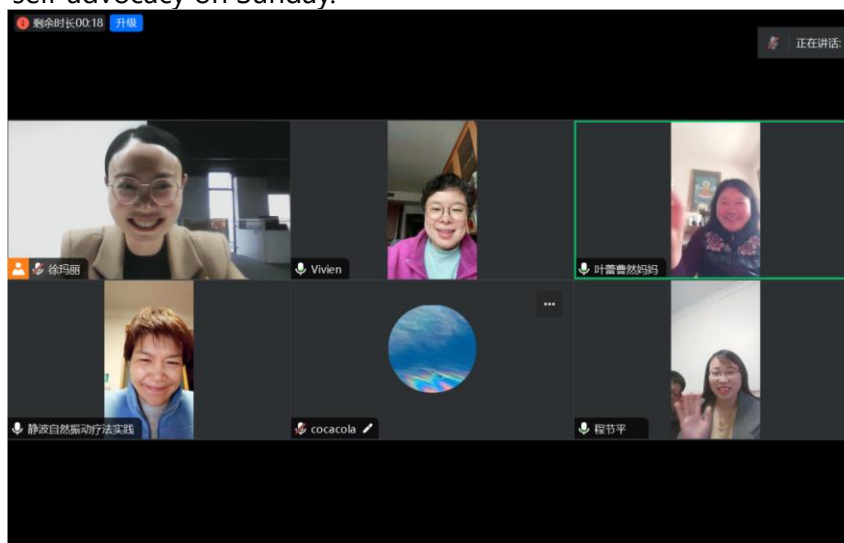 self-advocacy on Sunday.
剩余时长00:18 升级
正在讲话:
徐玛丽
Vivien
叶蕾曹然妈妈
静波自然振动疗法实践
cocacola
程节平